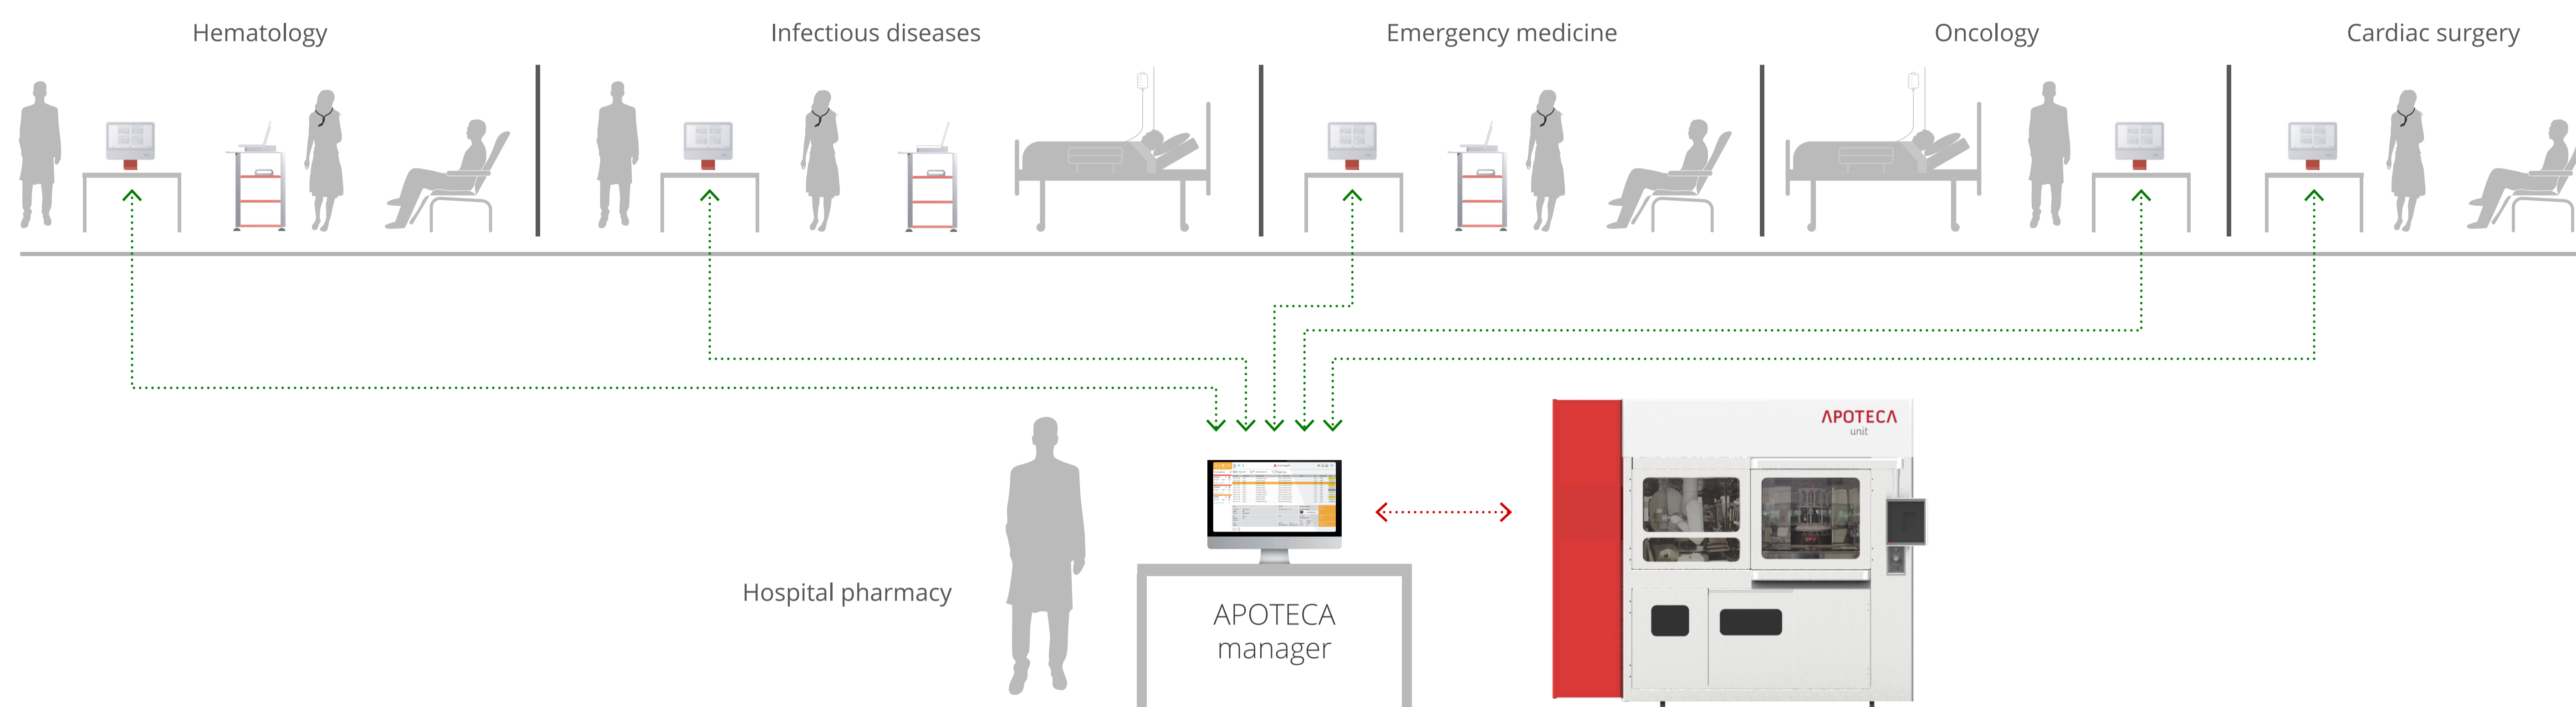 Hematology
Infectious diseases
Emergency medicine
Oncology
Cardiac surgery
APOTECA
unit
Hospital pharmacy
APOTECA
manager